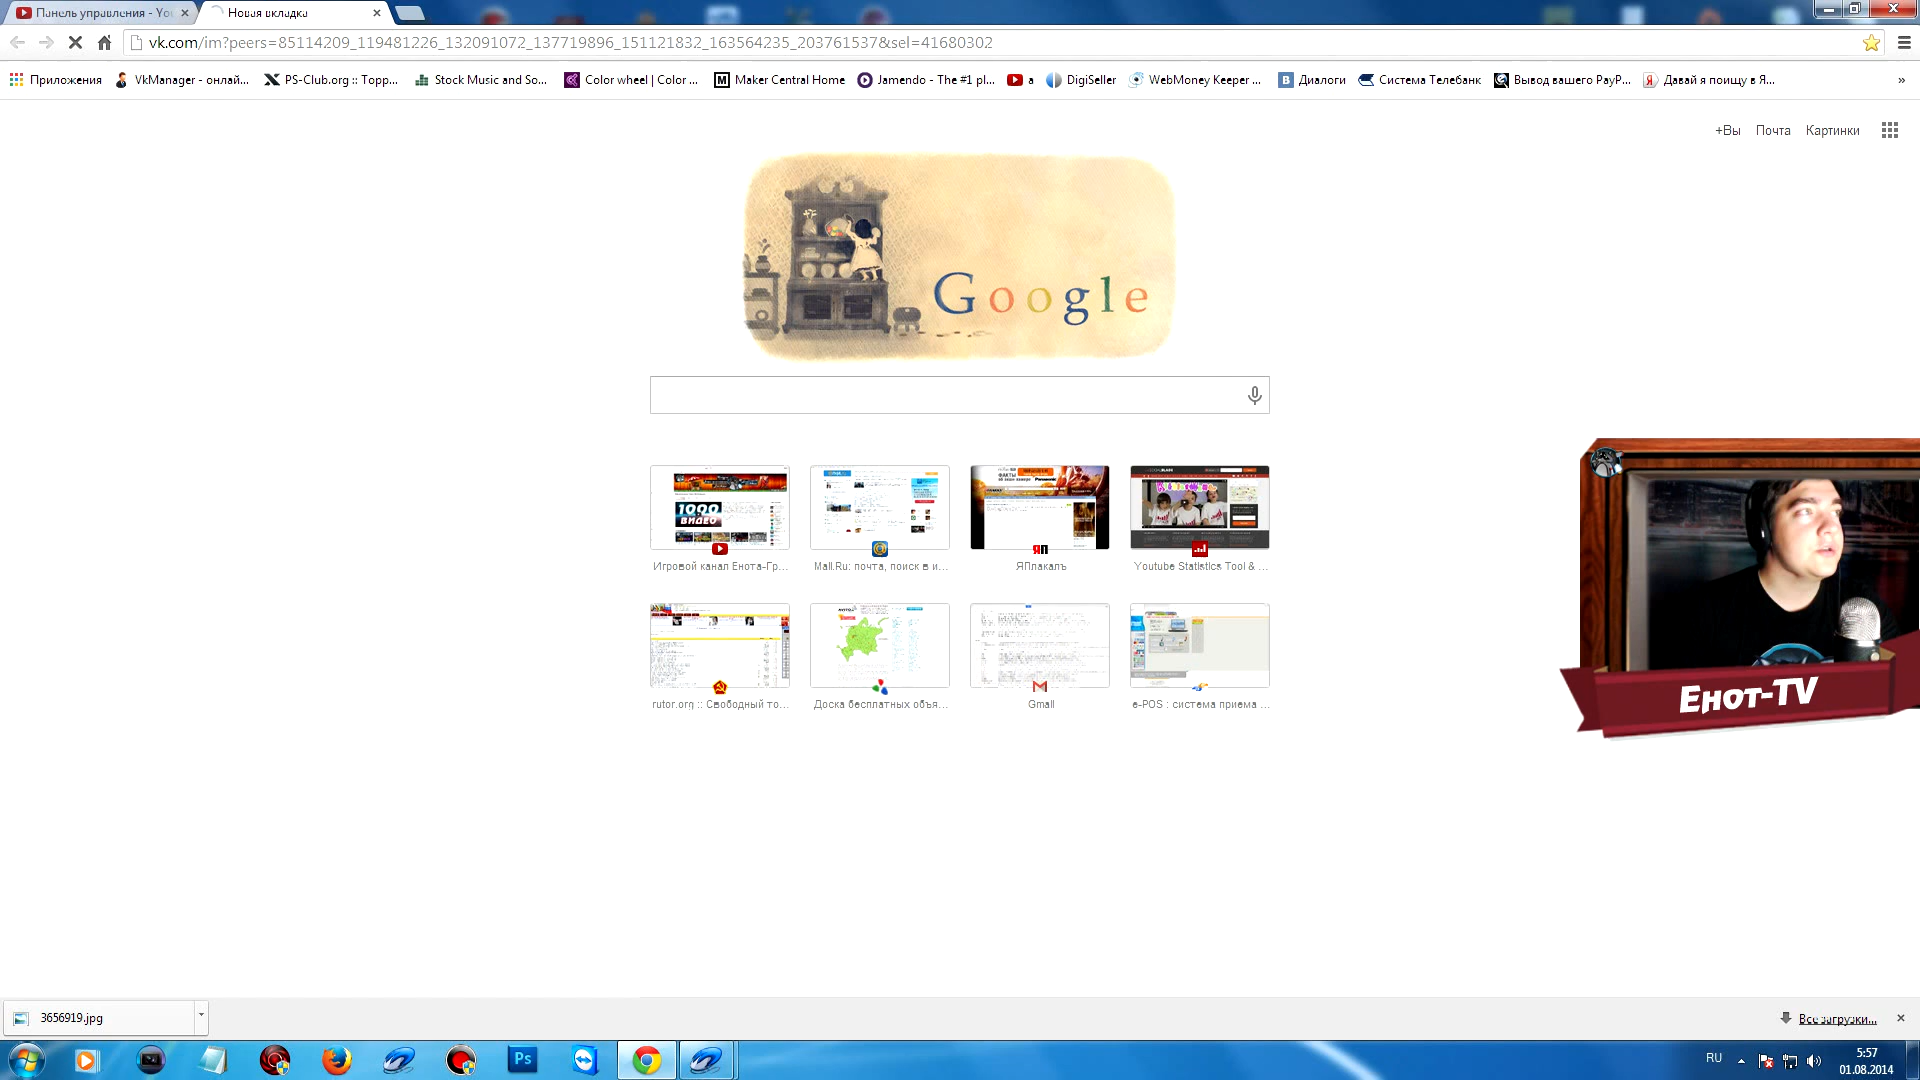 Панель управления - You
Новая вкладка
vk.com/im?peers=85114209_119481226_132091072_137719896_151121832_163564235_203761537&sel=41680302
Приложения
VkManager - онлай...
PS-Club.org :: Торр...
Stock Music and So...
Color wheel | Color ...
Maker Central Home
Jamendo - The #1 pl...
a
DigiSeller
WebMoney Keeper ...
Диалоги
Система Телебанк
Вывод вашего PayP...
Давай я поищу в Я...
»
+Вы
Почта
Картинки
Google
1000
ВИДЕО
Игровой канал Енота-Гр...
Mail.Ru: почта, поиск в и...
ЯПлакалъ
Youtube Statistics Tool & ...
rutor.org :: Свободный то...
Доска бесплатных объя...
Gmail
e-POS : система приема ...
Енот-TV
3656919.jpg
Все загрузки...
Ps
RU
5:57
01.08.2014